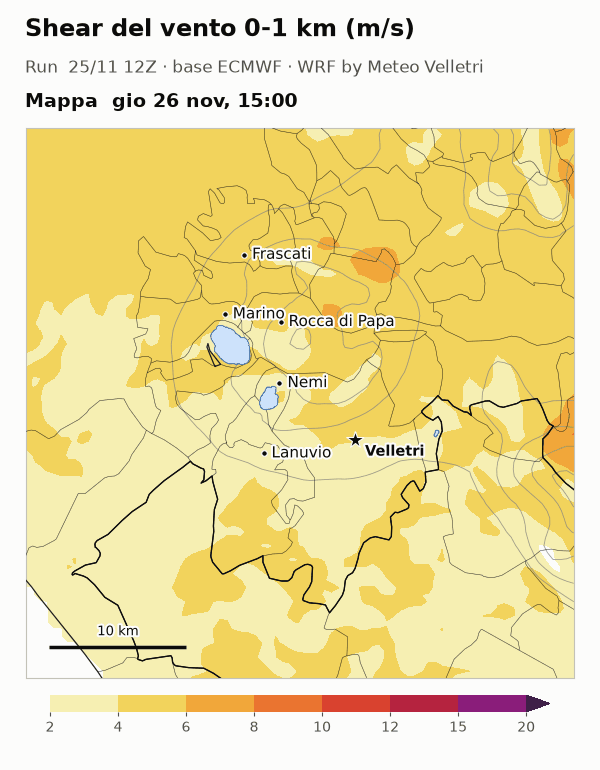 Shear del vento 0-1 km (m/s)
Run  25/11 12Z · base ECMWF · WRF by Meteo Velletri
Mappa  gio 26 nov, 15:00
Frascati
Marino
Rocca di Papa
Nemi
Velletri
Lanuvio
10 km
2 4 6 8 10 12 15 20